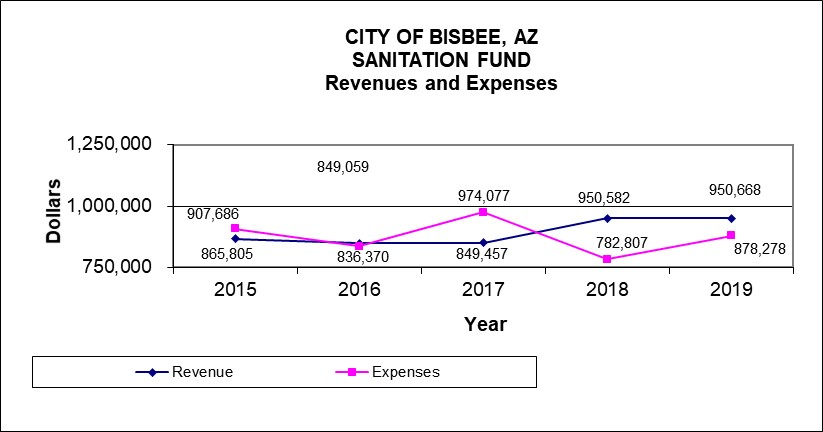 CITY OF BISBEE, AZ
SANITATION FUND
Revenues and Expenses
1,250,000
1,000,000
750,000
Dollars
849,059
974,077
950,582
950,668
907,686
865,805
836,370
849,457
782,807
878,278
2015 2016 2017 2018 2019
Year
Revenue Expenses